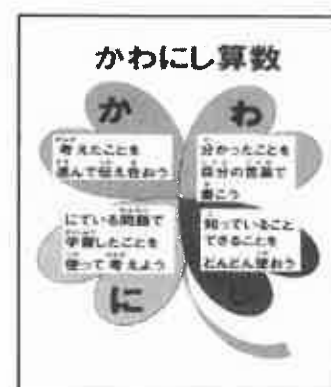 かわにし算数
か
考えたことを
進んで伝え合おう
わ
分かったことを
自分の言葉で
書こう
にている問題で
学習したことを
使って考えよう
に
知っていること
できることを
どんどん使おう
し